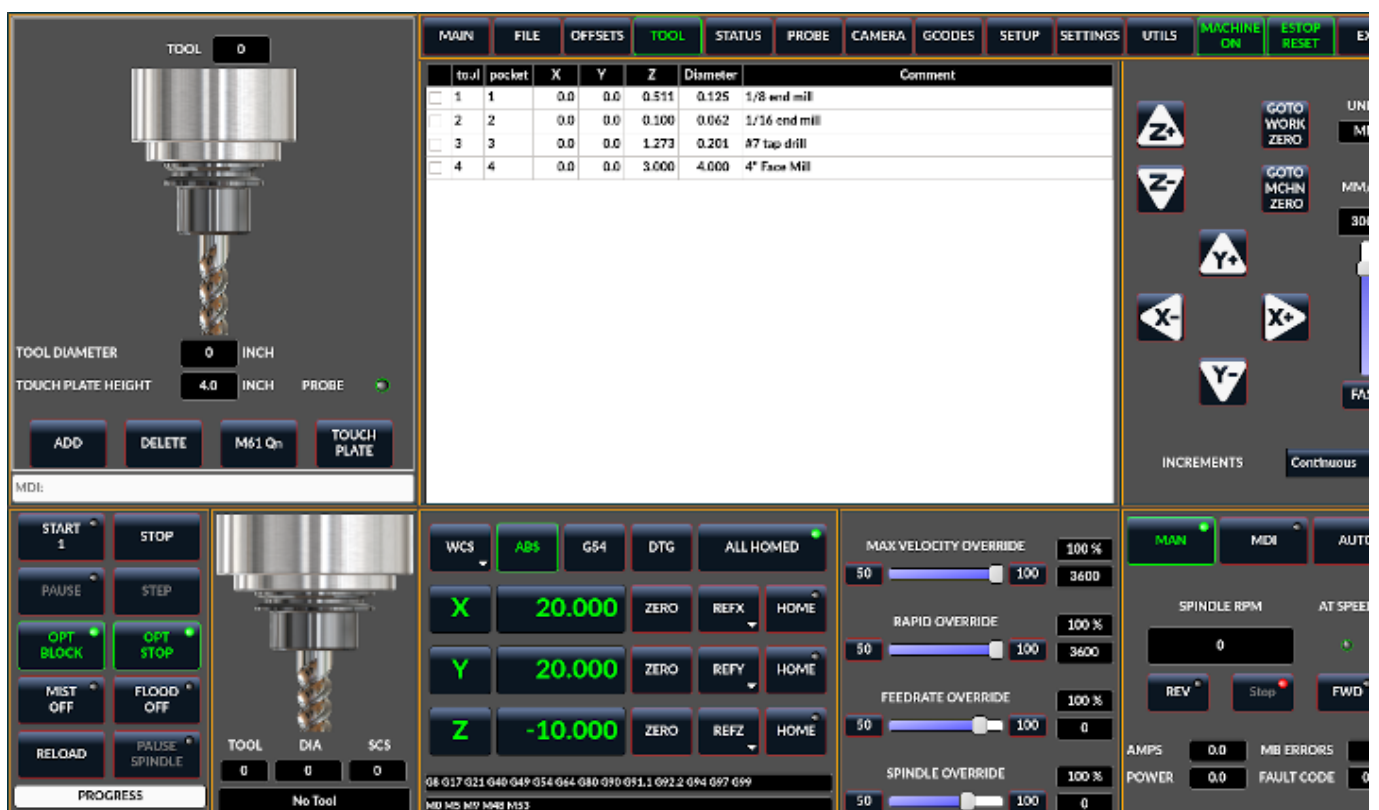 TOOL 0
TOOL DIAMETER 0 INCH
TOUCH PLATE HEIGHT 4.0 INCH PROBE
ADD DELETE M61 Qn TOUCH PLATE
MDI:
MAIN FILE OFFSETS TOOL STATUS PROBE CAMERA GCODES SETUP SETTINGS UTILS MACHINE ON ESTOP RESET
tool pocket X Y Z Diameter Comment
1 1 0.0 0.0 0.511 0.125 1/8 end mill
2 2 0.0 0.0 0.100 0.062 1/16 end mill
3 3 0.0 0.0 1.273 0.201 #7 tap drill
4 4 0.0 0.0 3.000 4.000 4" Face Mill
Z+ GOTO WORK ZERO
Z- GOTO MCHN ZERO
Y+
X- X+
Y-
INCREMENTS Continuous
START 1 STOP
PAUSE STEP
OPT BLOCK OPT STOP
MIST OFF FLOOD OFF
RELOAD PAUSE SPINDLE
PROGRESS
TOOL DIA SCS
0 0 0
No Tool
WCS ABS G54 DTG ALL HOMED
X 20.000 ZERO REFX HOME
Y 20.000 ZERO REFY HOME
Z -10.000 ZERO REFZ HOME
G8 G17 G21 G40 G49 G54 G64 G80 G90 G91.1 G92.2 G94 G97 G99
M0 M5 M9 M48 M53
MAX VELOCITY OVERRIDE 100 %
50 100 3600
RAPID OVERRIDE 100 %
50 100 3600
FEEDRATE OVERRIDE 100 %
50 100 0
SPINDLE OVERRIDE 100 %
50 100 0
MAN MDI AUTO
SPINDLE RPM AT SPEED
0
REV Stop FWD
AMPS 0.0 MB ERRORS
POWER 0.0 FAULT CODE 0